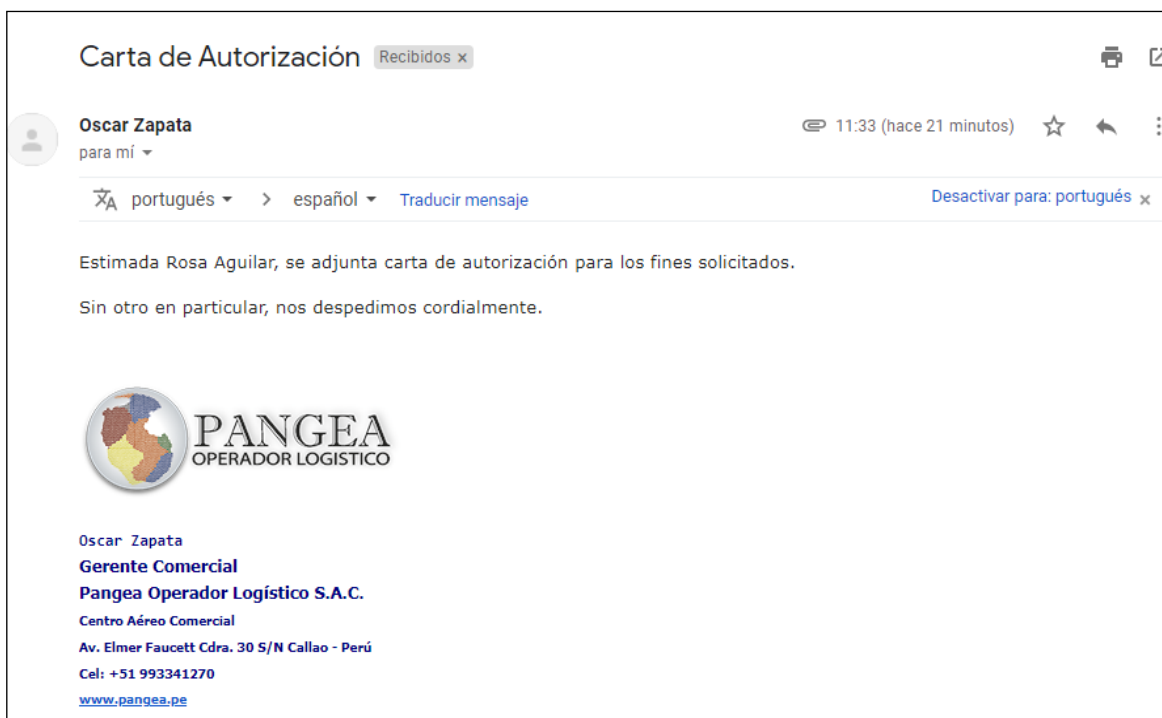 Carta de Autorización Recibidos x
Oscar Zapata
11:33 (hace 21 minutos)
para mí
português > español Traducir mensaje Desactivar para: portugués x
Estimada Rosa Aguilar, se adjunta carta de autorización para los fines solicitados.
Sin otro en particular, nos despedimos cordialmente.
PANGEA
OPERADOR LOGISTICO
Oscar Zapata
Gerente Comercial
Pangea Operador Logístico S.A.C.
Centro Aéreo Comercial
Av. Elmer Faucett Cdra. 30 S/N Callao - Perú
Cel: +51 993341270
www.pangea.pe